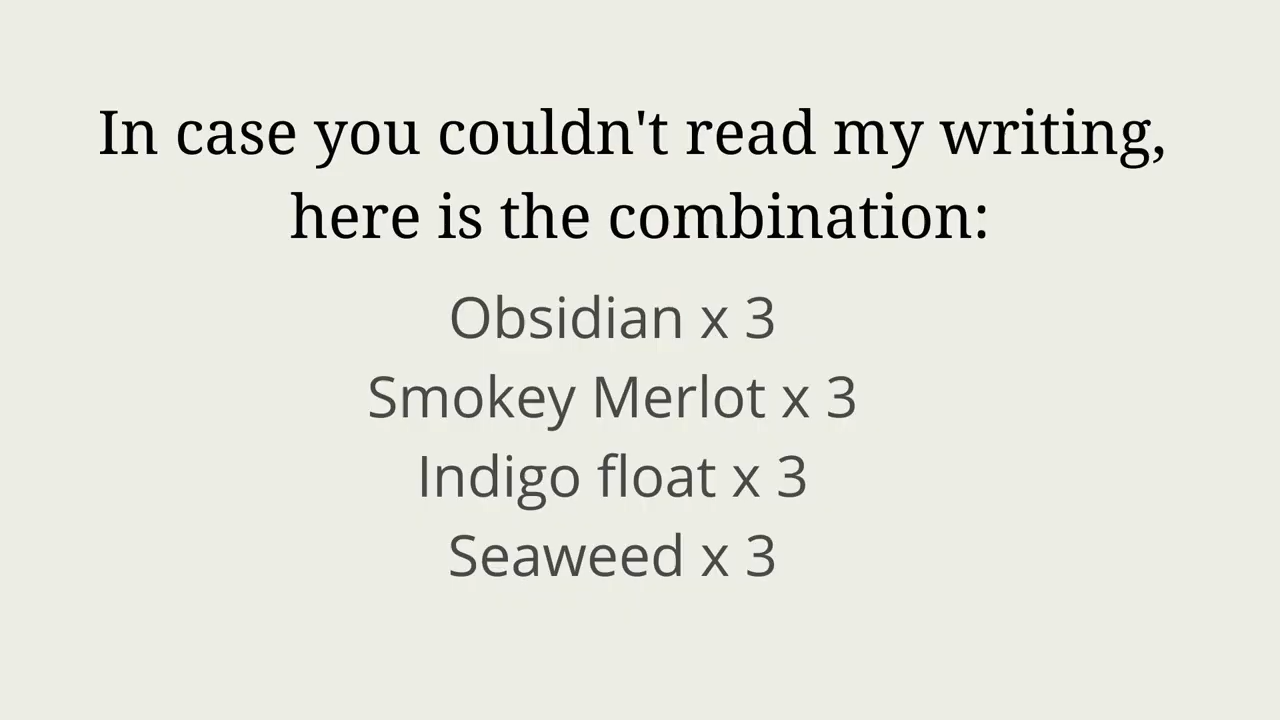 In case you couldn't read my writing,
here is the combination:
Obsidian x 3
Smokey Merlot x 3
Indigo float x 3
Seaweed x 3